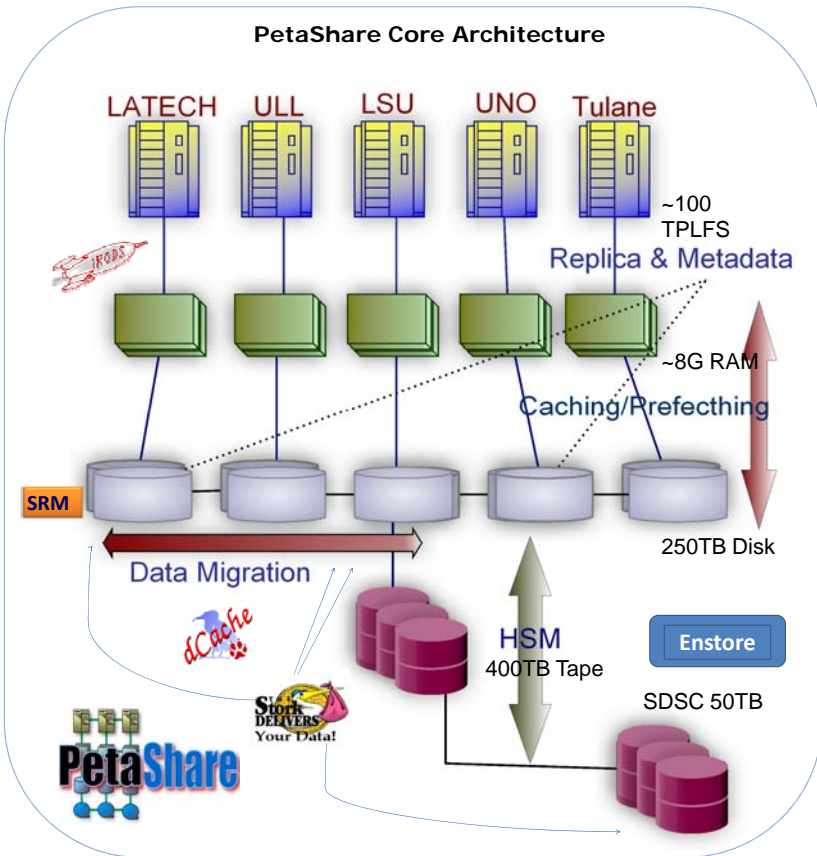 PetaShare Core Architecture
LATECH
ULL
LSU
UNO
Tulane
~100
TPLFS
iRODS
Replica & Metadata
~8G RAM
Caching/Prefecthing
SRM
250TB Disk
Data Migration
dCache
HSM
400TB Tape
Enstore
Stork
DELIVERS
Your Data!
SDSC 50TB
PetaShare